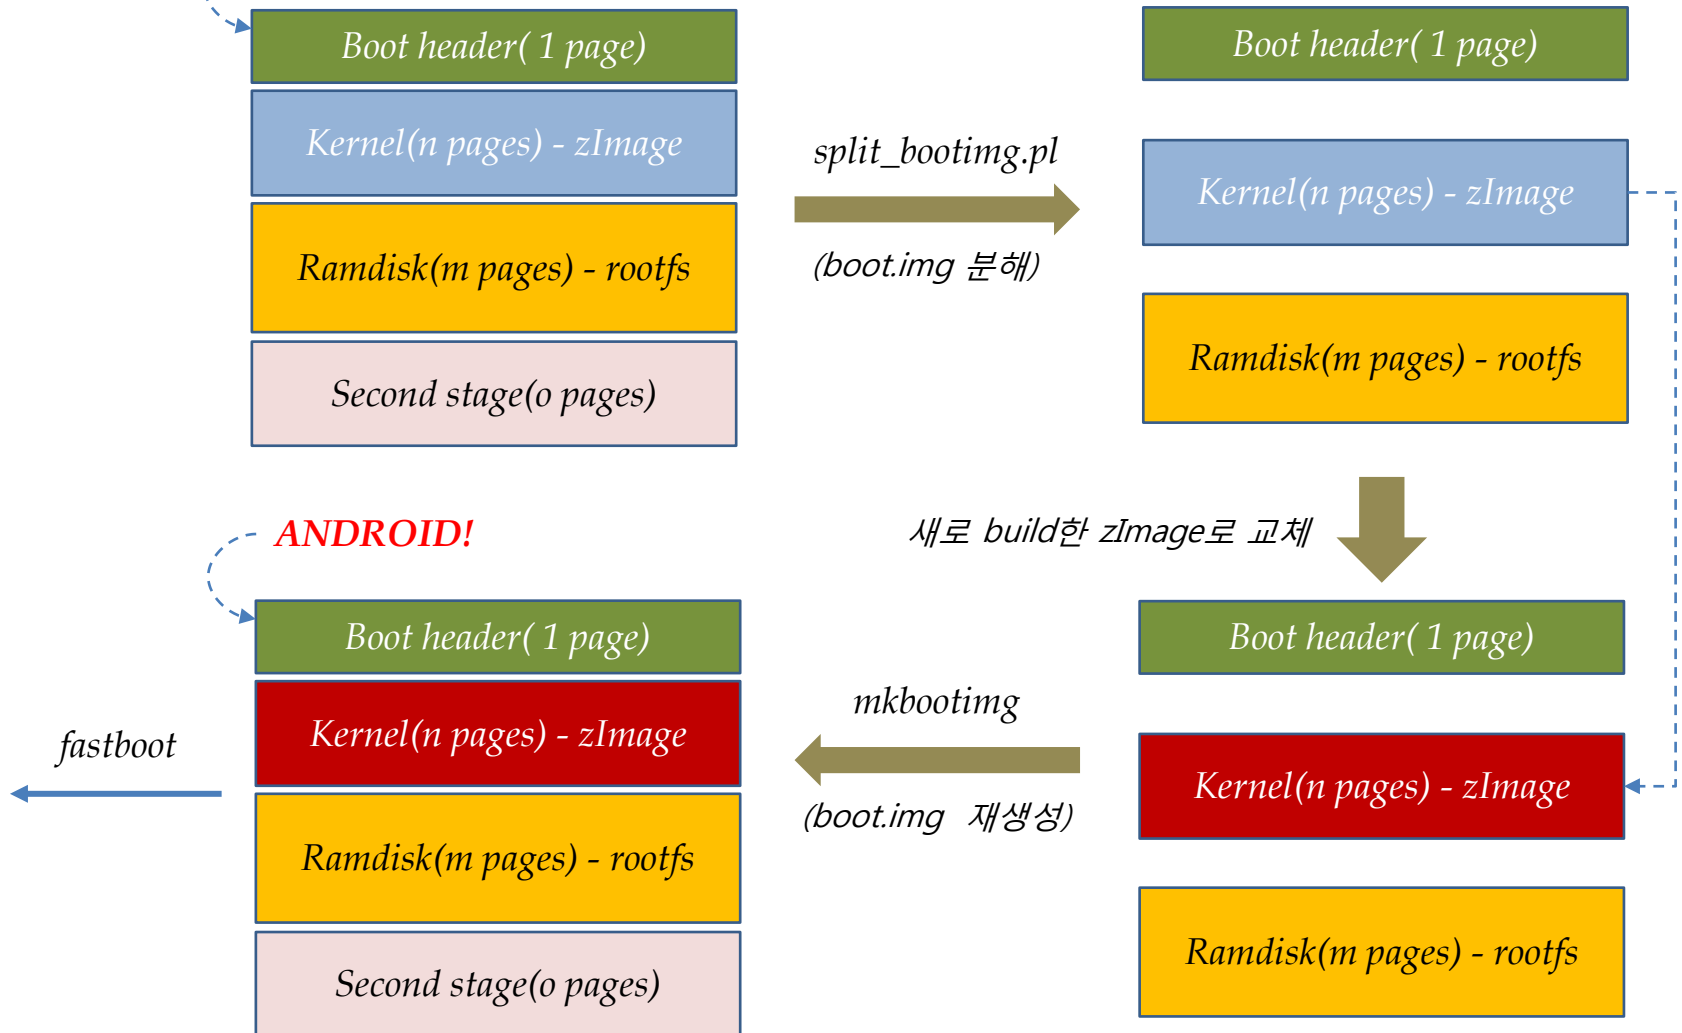 Boot header( 1 page)
Kernel(n pages) - zImage
Ramdisk(m pages) - rootfs
Second stage(o pages)
split_bootimg.pl
(boot.img 분해)
Boot header( 1 page)
Kernel(n pages) - zImage
Ramdisk(m pages) - rootfs
새로 build한 zImage로 교체
Boot header( 1 page)
Kernel(n pages) - zImage
Ramdisk(m pages) - rootfs
mkbootimg
(boot.img 재생성)
ANDROID!
Boot header( 1 page)
Kernel(n pages) - zImage
Ramdisk(m pages) - rootfs
Second stage(o pages)
fastboot